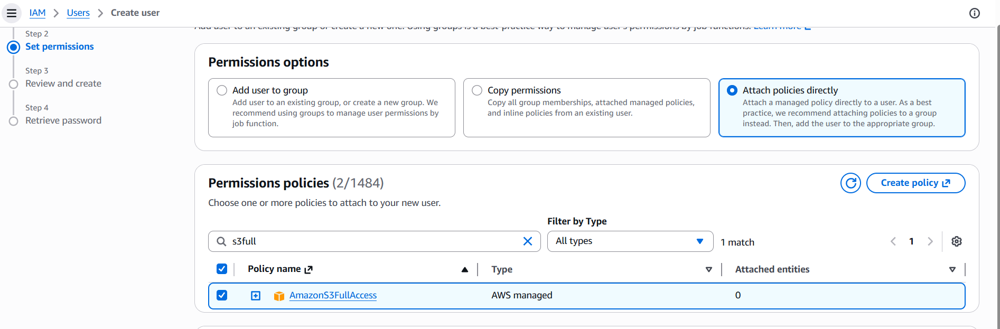 IAM > Users > Create user
Add user to an existing group or create a new one. Using groups is a best-practice way to manage user's permissions by job functions. Learn more
Step 2
Set permissions
Step 3
Review and create
Step 4
Retrieve password
Permissions options
Add user to group
Add user to an existing group, or create a new group. We
recommend using groups to manage user permissions by
job function.
Copy permissions
Copy all group memberships, attached managed policies,
and inline policies from an existing user.
Attach policies directly
Attach a managed policy directly to a user. As a best
practice, we recommend attaching policies to a group
instead. Then, add the user to the appropriate group.
Permissions policies (2/1484)
Create policy
Choose one or more policies to attach to your new user.
Filter by Type
s3full
All types
1 match
1
Policy name
Type
Attached entities
AmazonS3FullAccess
AWS managed
0